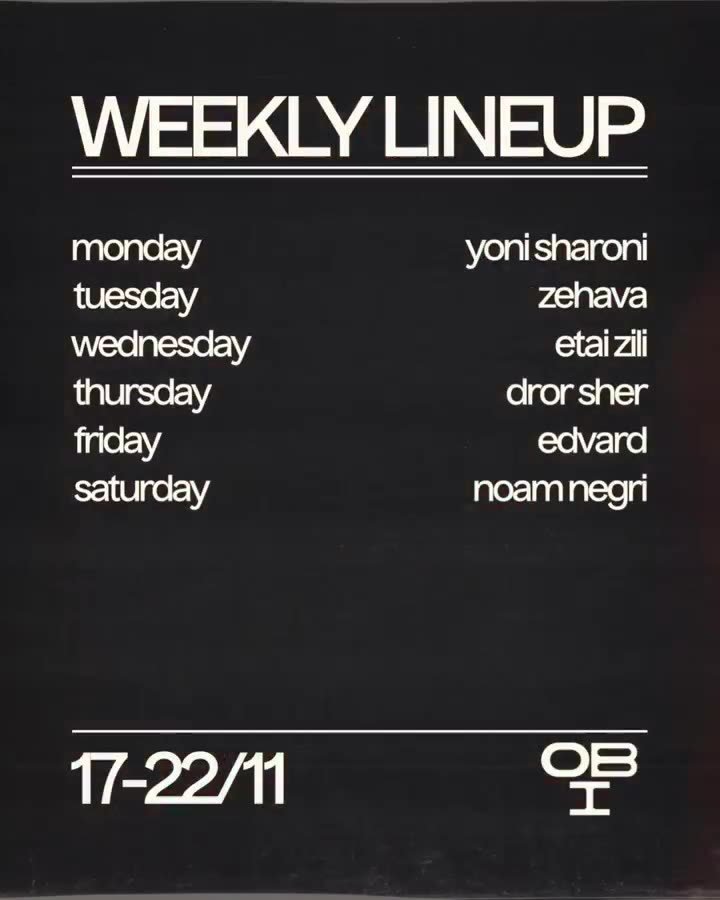 WEEKLY LINEUP
monday yoni sharoni
tuesday zehava
wednesday etai zili
thursday dror sher
friday edvard
saturday noam negri
17-22/11
OBI